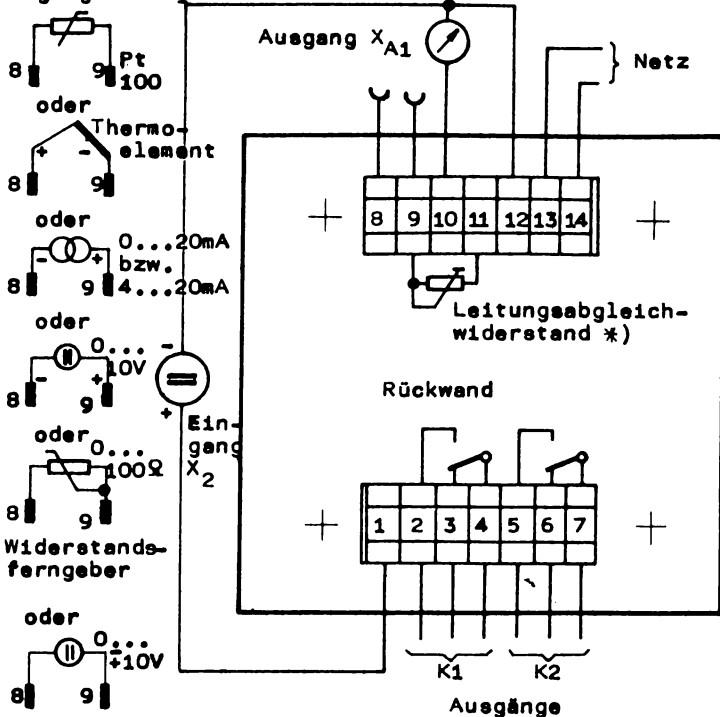 8 9 Pt
100
oder
Thermo-
+ - element
8 9
oder
0...20mA
- + bzw.
8 9 4...20mA
oder
0...
10V
- +
8 9
oder
0...
100Ω
8 9
Widerstands-
ferngeber
oder
0...
±10V
8 9
-
+
Ein-
gang
X2
Ausgang XA1
Netz
8 9 10 11 12 13 14
Leitungsabgleich-
widerstand *)
Rückwand
1 2 3 4 5 6 7
K1 K2
Ausgänge